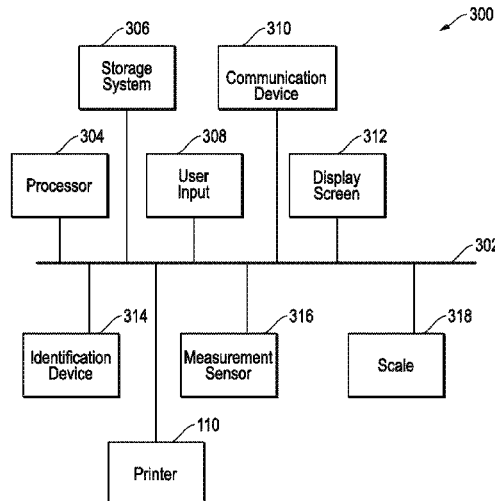 300
306
310
Storage
System
Communication
Device
304
308
312
Processor
User
Input
Display
Screen
302
314
316
318
Identification
Device
Measurement
Sensor
Scale
110
Printer